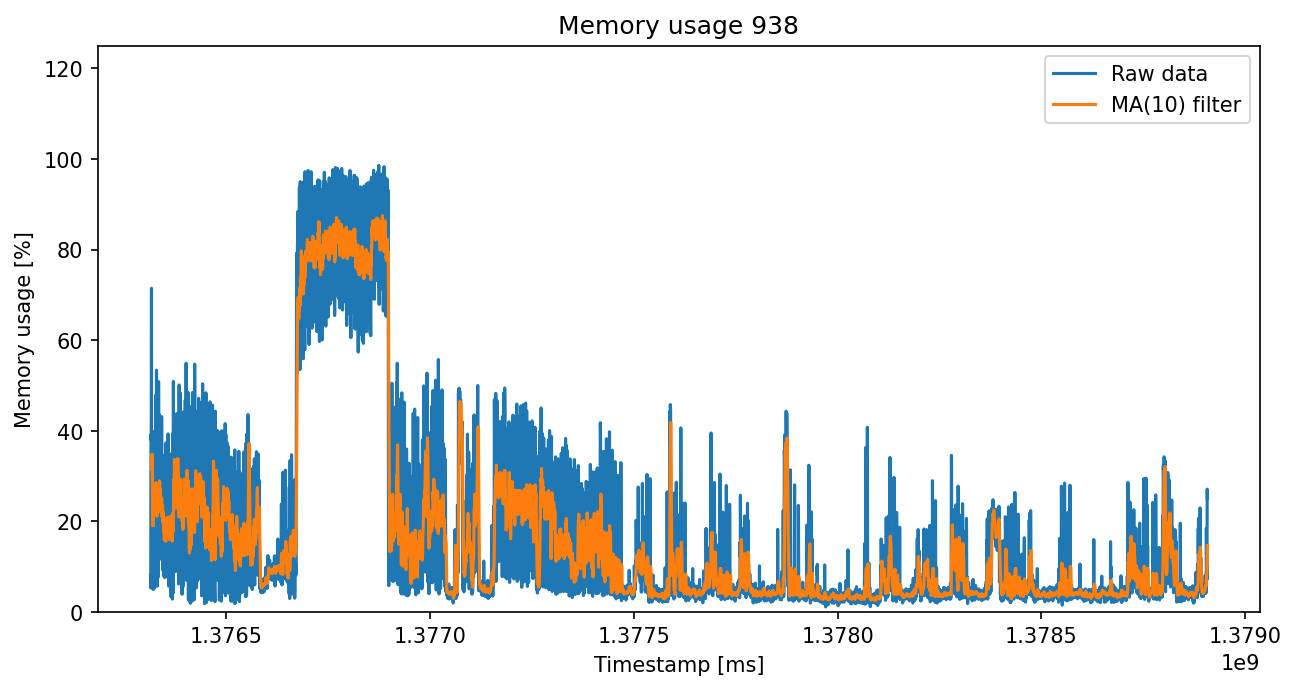 Memory usage 938
Raw data
MA(10) filter
Memory usage [%]
120
100
80
60
40
20
0
1.3765 1.3770 1.3775 1.3780 1.3785 1.3790
1e9
Timestamp [ms]